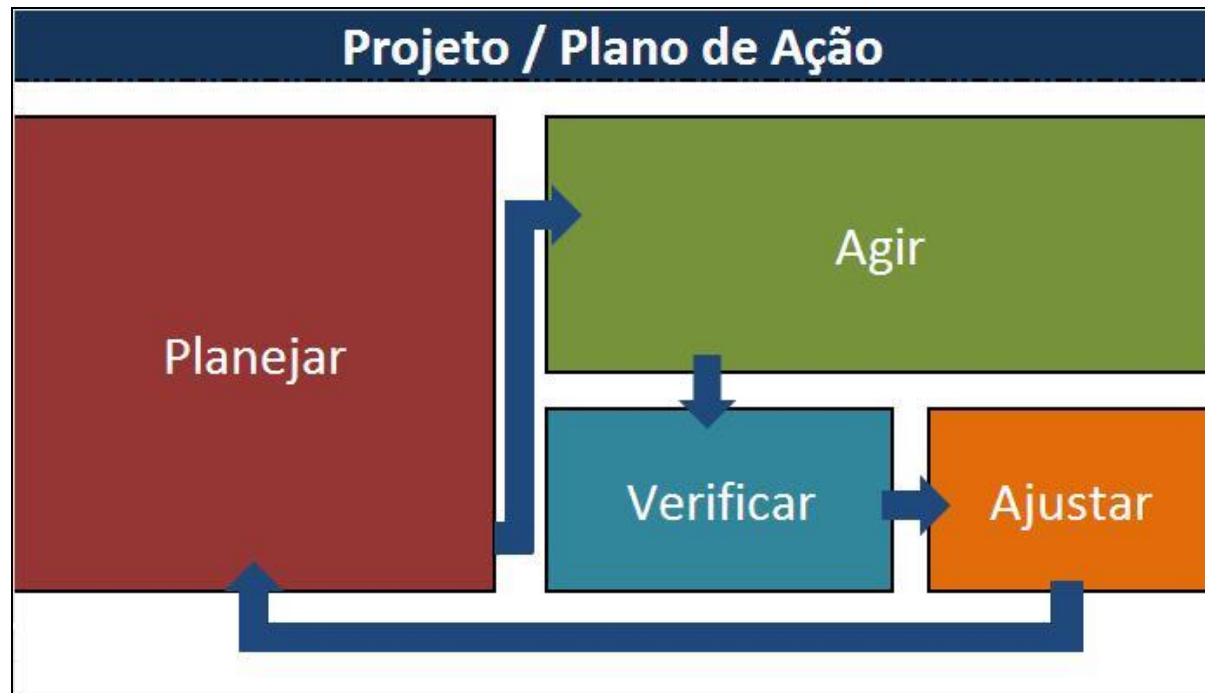 Projeto / Plano de Ação
Agir
Planejar
Verificar
Ajustar